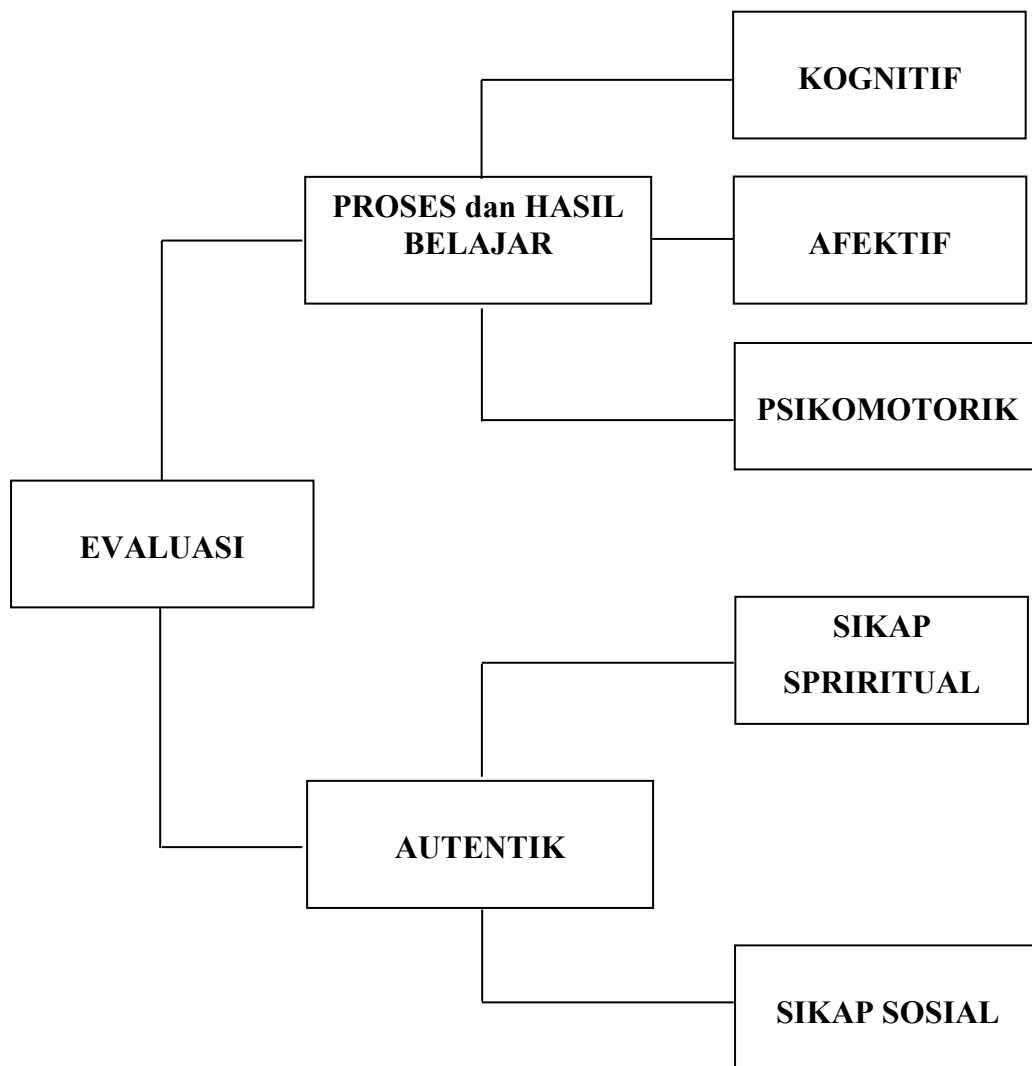 KOGNITIF
PROSES dan HASIL
BELAJAR
AFEKTIF
PSIKOMOTORIK
EVALUASI
SIKAP
SPRIRITUAL
AUTENTIK
SIKAP SOSIAL